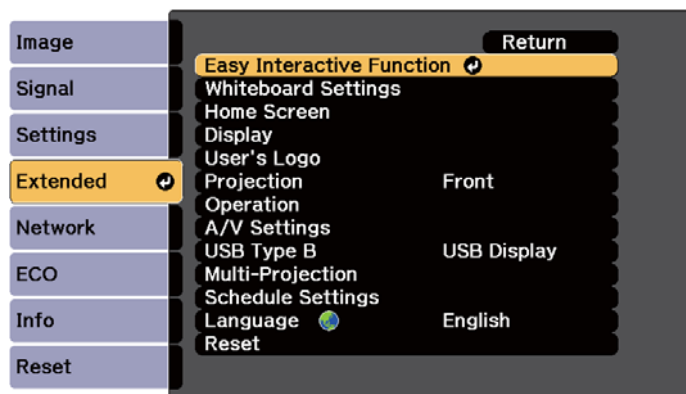 Image
Signal
Settings
Extended
Network
ECO
Info
Reset
Return
Easy Interactive Function
Whiteboard Settings
Home Screen
Display
User's Logo
Projection Front
Operation
A/V Settings
USB Type B USB Display
Multi-Projection
Schedule Settings
Language English
Reset